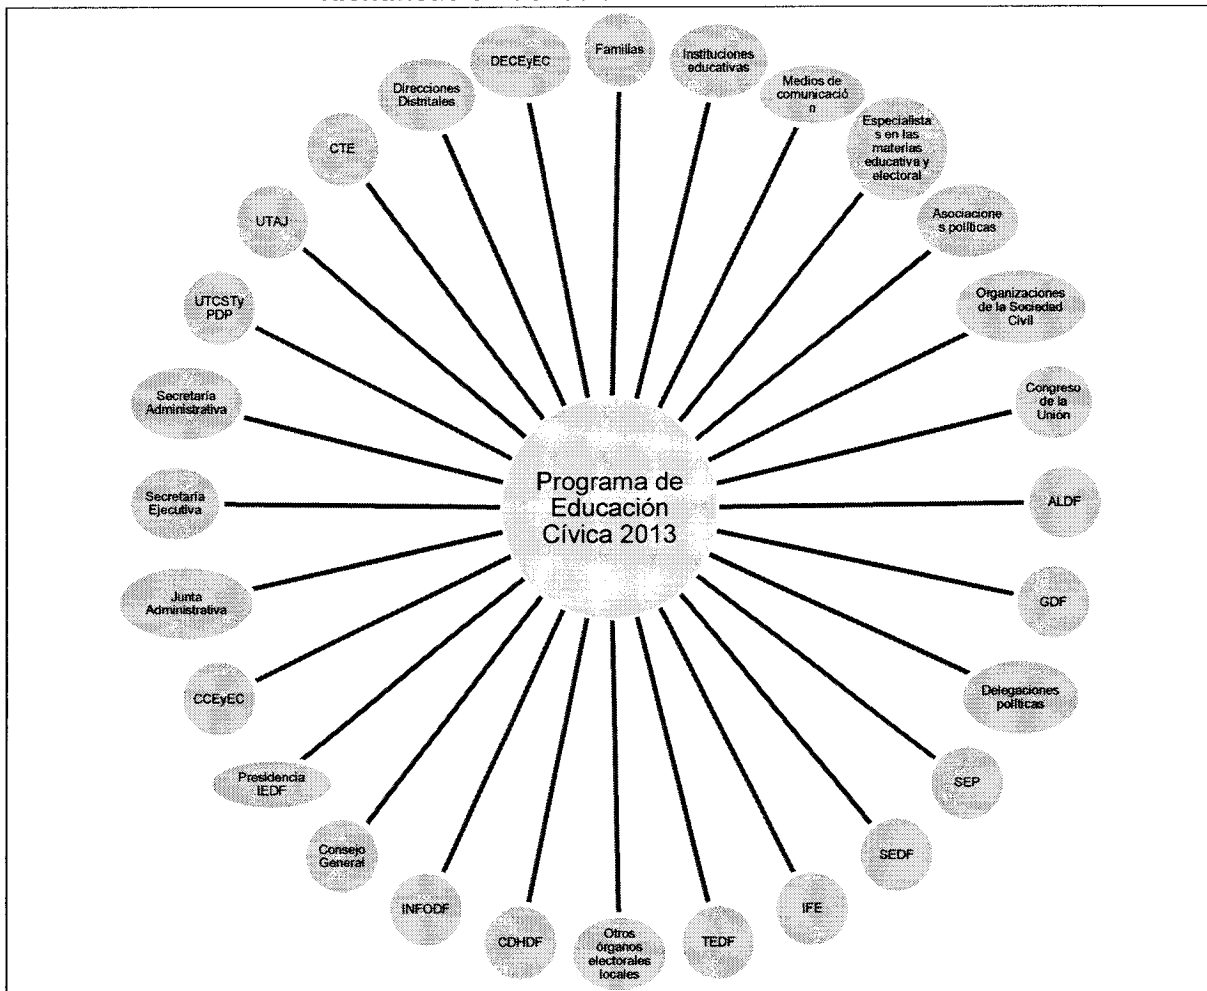 Familias
Instituciones
educativas
Medios de
comunicació
n
Especialista
s en las
materias
educativa y
electoral
Asociacione
s políticas
Organizaciones
de la Sociedad
Civil
Congreso
de la
Unión
ALDF
GDF
Delegaciones
políticas
SEP
SEDF
IFE
TEDF
Otros
órganos
electorales
locales
CDHDF
INFODF
Consejo
General
Presidencia
IEDF
CCEyEC
Junta
Administrativa
Secretaría
Ejecutiva
Secretaría
Administrativa
UTCSTy
PDP
UTAJ
CTE
Direcciones
Distritales
DECEyEC
Programa de
Educación
Cívica 2013